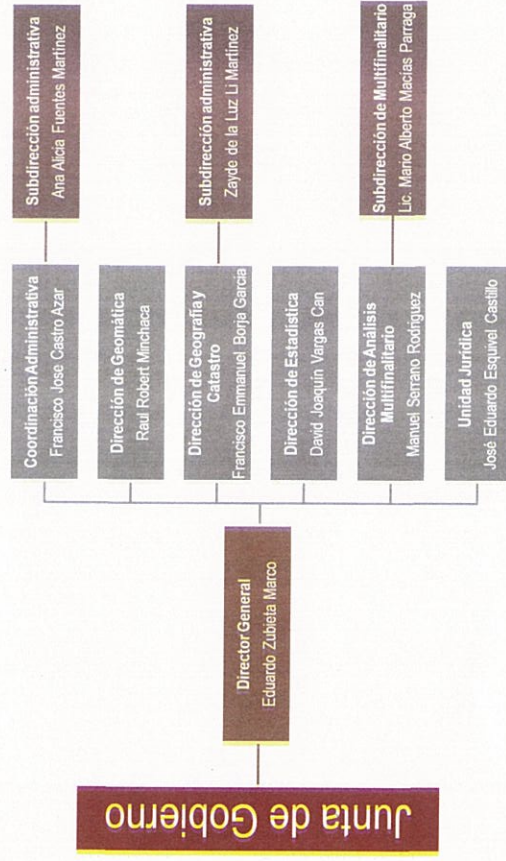 Junta de Gobierno
Director General
Eduardo Zubieta Marco
Coordinación Administrativa
Francisco Jose Castro Azar
Dirección de Geomática
Raul Robert Minchaca
Dirección de Geografía y
Catastro
Francisco Emmanuel Borja Garcia
Dirección de Estadística
David Joaquín Vargas Can
Dirección de Análisis
Multifinalitario
Manuel Serrano Rodríguez
Unidad Jurídica
José Eduardo Esquivel Castillo
Subdirección administrativa
Ana Alicia Fuentes Martinez
Subdirección administrativa
Zayde de la Luz Li Martínez
Subdirección de Multifinalitario
Lic. Mario Alberto Macías Parraga